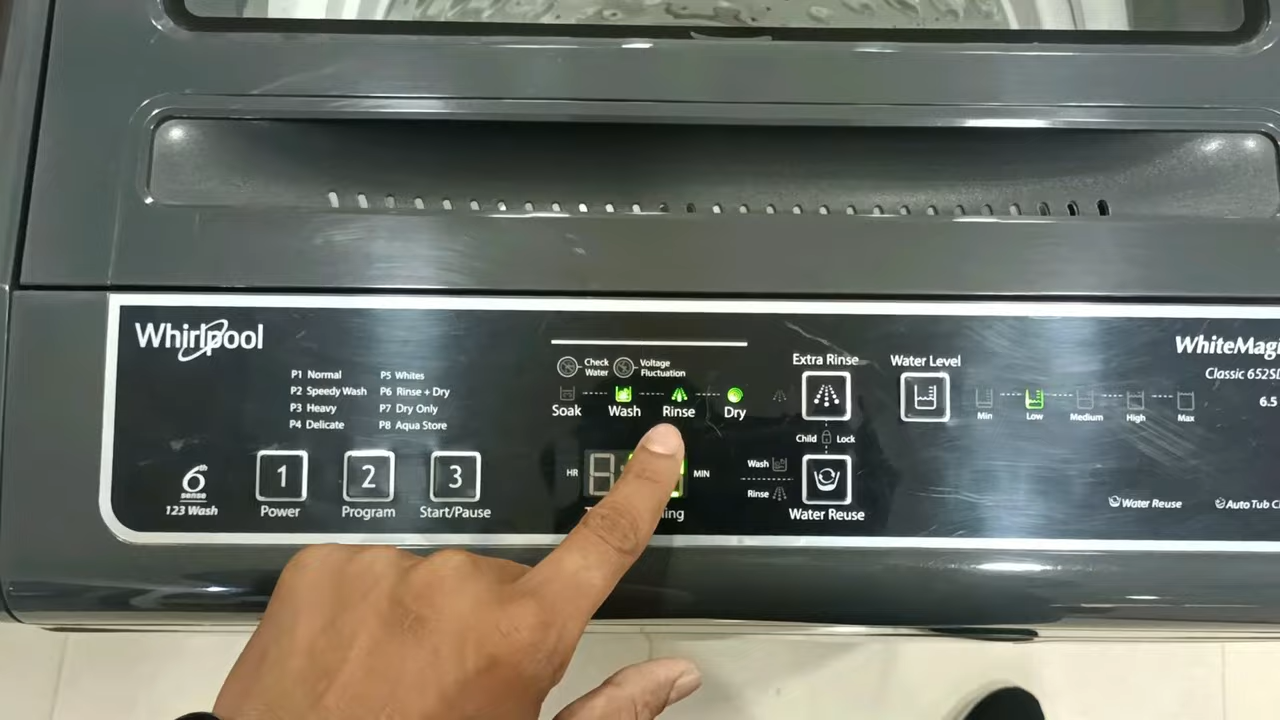 Whirlpool
P1 Normal
P2 Speedy Wash
P3 Heavy
P4 Delicate
P5 Whites
P6 Rinse + Dry
P7 Dry Only
P8 Aqua Store
6th sense
123 Wash
1
Power
2
Program
3
Start/Pause
Check Water
Voltage Fluctuation
Soak
Wash
Rinse
Dry
HR
MIN
Extra Rinse
Child Lock
Wash
Rinse
Water Reuse
Water Level
Min
Low
Medium
High
Max
WhiteMagi
Classic 652S
6.5
Water Reuse
Auto Tub C